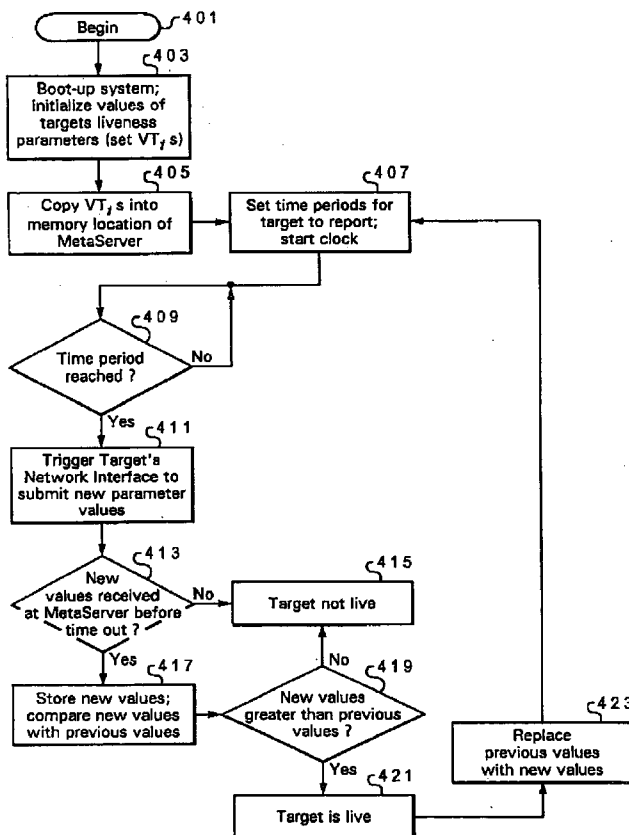 Begin
401
403
Boot-up system;
initialize values of
targets liveness
parameters (set VTᵢ s)
405
Copy VTᵢ s into
memory location of
MetaServer
407
Set time periods for
target to report;
start clock
409
Time period
reached ?
No
Yes
411
Trigger Target's
Network Interface to
submit new parameter
values
413
New
values received
at MetaServer before
time out ?
No
Yes
415
Target not live
417
Store new values;
compare new values
with previous values
No
419
New values
greater than previous
values ?
Yes
421
Target is live
423
Replace
previous values
with new values